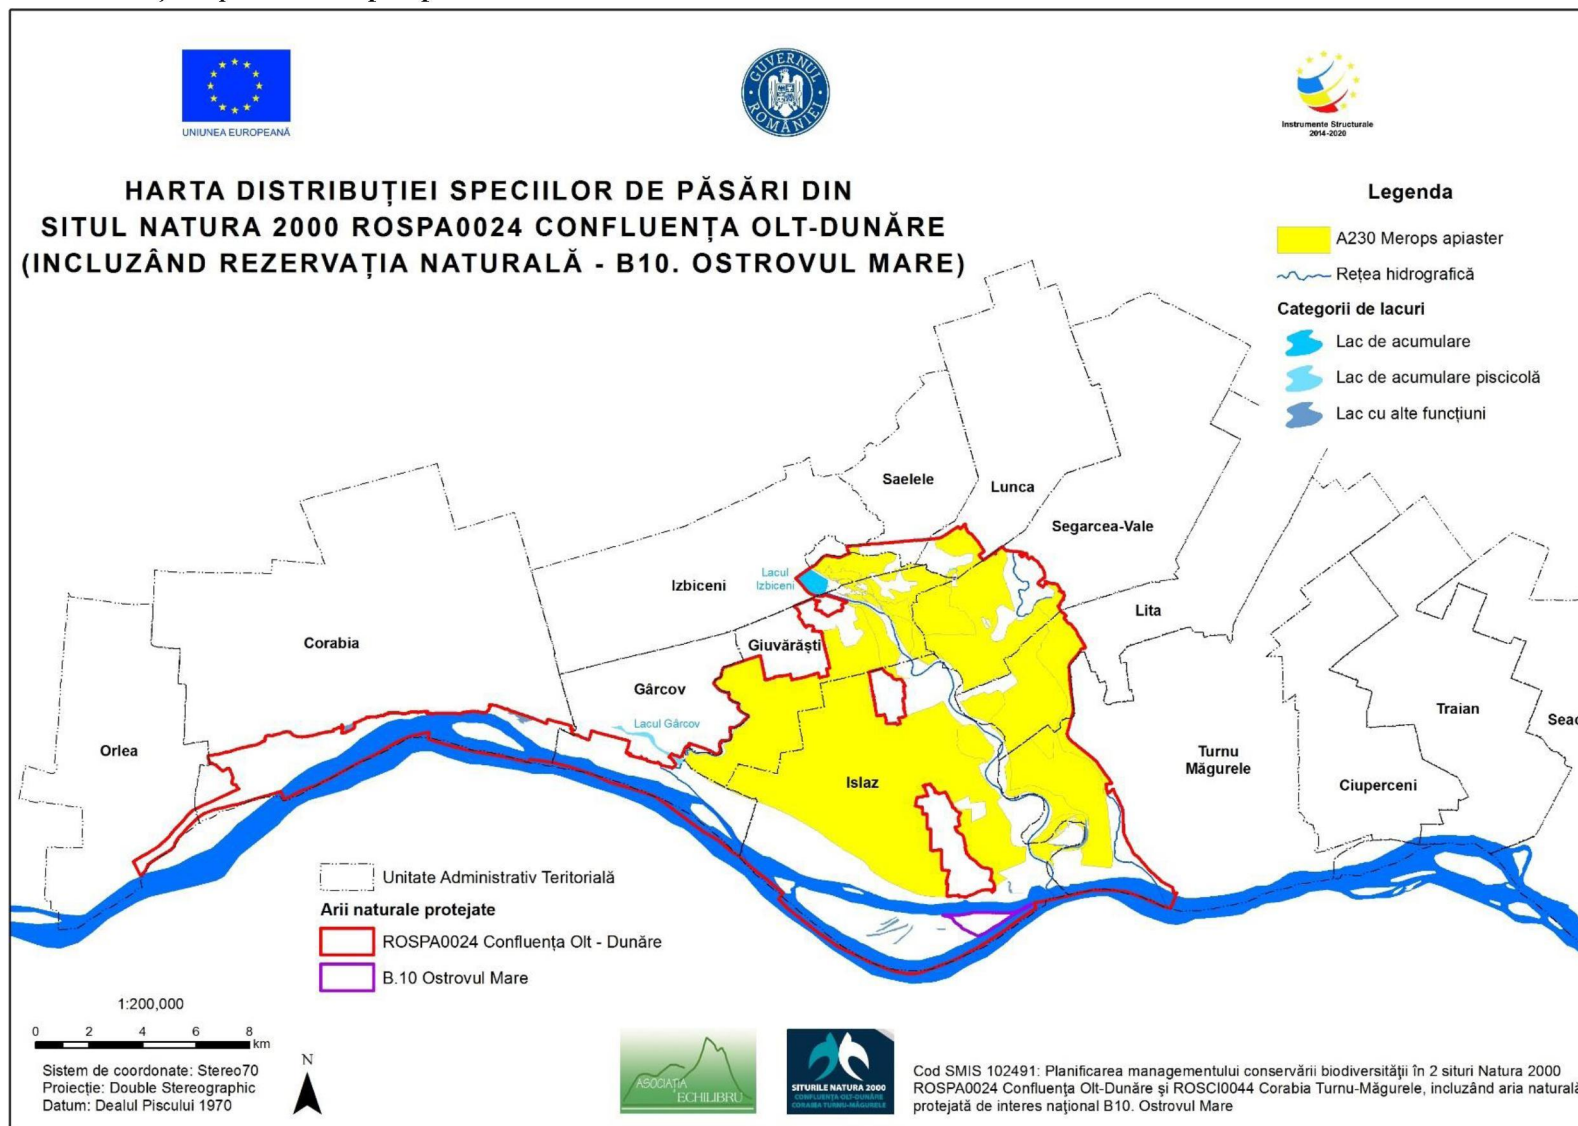 UNIUNEA EUROPEANĂ
GUVERNUL ROMÂNIEI
Instrumente Structurale
2014-2020
HARTA DISTRIBUȚIEI SPECIILOR DE PĂSĂRI DIN
SITUL NATURA 2000 ROSPA0024 CONFLUENȚA OLT-DUNĂRE
(INCLUZÂND REZERVAȚIA NATURALĂ - B10. OSTROVUL MARE)
Legenda
A230 Merops apiaster
Rețea hidrografică
Categorii de lacuri
Lac de acumulare
Lac de acumulare piscicolă
Lac cu alte funcțiuni
Saelele
Lunca
Segarcea-Vale
Lacul
Izbiceni
Izbiceni
Lita
Corabia
Giuvărăști
Gârcov
Lacul Gârcov
Orlea
Islaz
Turnu
Măgurele
Traian
Seac
Ciuperceni
Unitate Administrativ Teritorială
Arii naturale protejate
ROSPA0024 Confluența Olt - Dunăre
B.10 Ostrovul Mare
1:200,000
0 2 4 6 8
km
N
Sistem de coordonate: Stereo70
Proiecție: Double Stereographic
Datum: Dealul Piscului 1970
ASOCIAȚIA
ECHILIBRU
SITURILE NATURA 2000
CONFLUENȚA OLT-DUNĂRE
CORABIA TURNU-MĂGURELE
Cod SMIS 102491: Planificarea managementului conservării biodiversității în 2 situri Natura 2000
ROSPA0024 Confluența Olt-Dunăre și ROSCI0044 Corabia Turnu-Măgurele, incluzând aria naturală
protejată de interes național B10. Ostrovul Mare